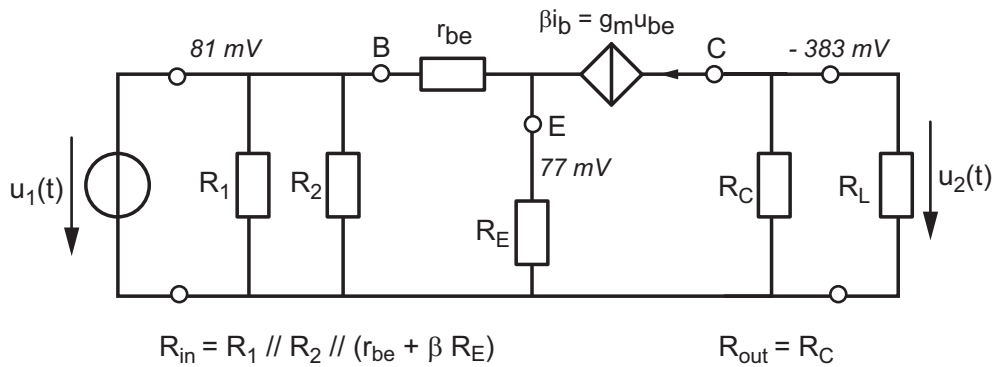 βi_b = g_m u_be
r_be
81 mV
B
C
- 383 mV
E
77 mV
u_1(t)
R_1
R_2
R_E
R_C
R_L
u_2(t)
R_in = R_1 // R_2 // (r_be + β R_E)
R_out = R_C